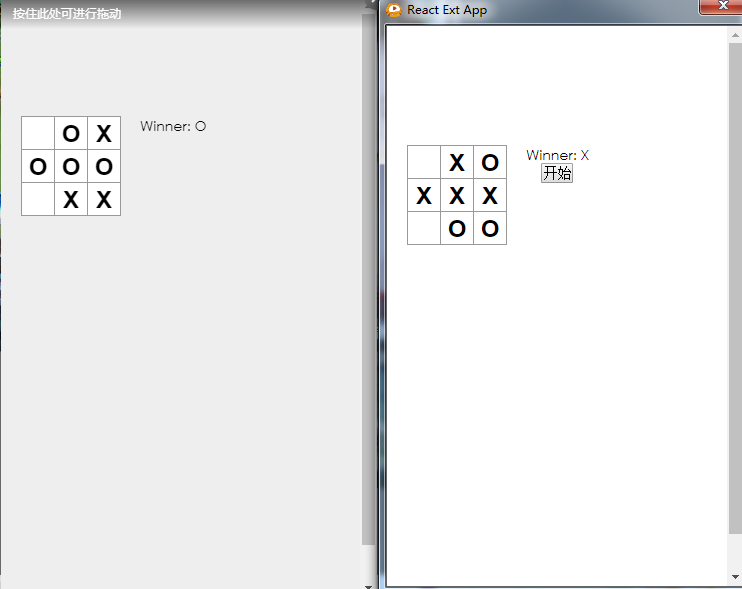 按住此处可进行拖动
O X
O O O
X X
Winner: O
React Ext App
X O
X X X
O O
Winner: X
开始